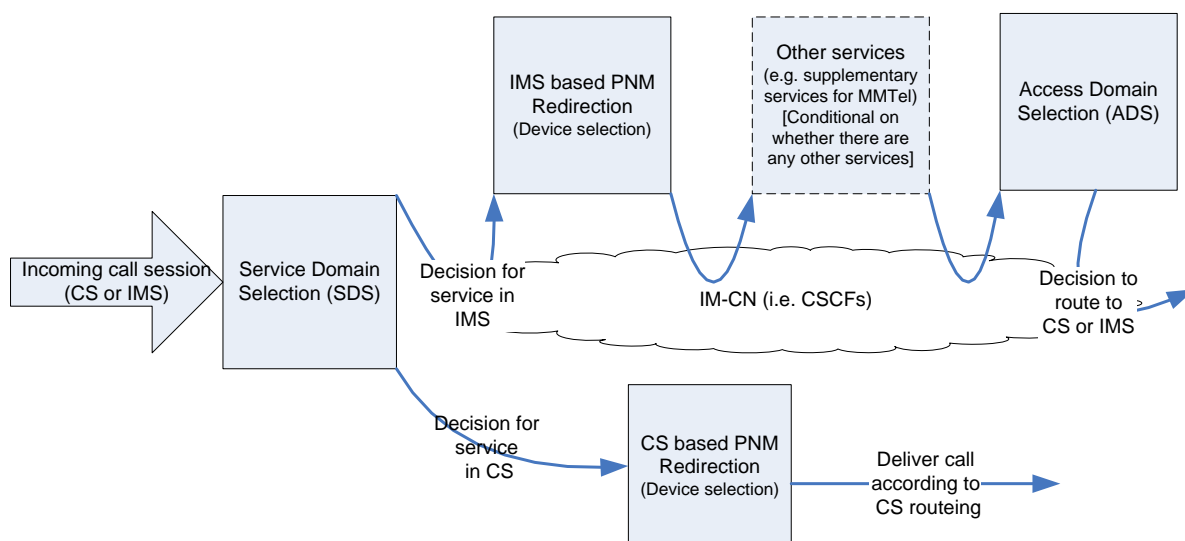 Incoming call session
(CS or IMS)
Service Domain
Selection (SDS)
Decision for
service in
IMS
IMS based PNM
Redirection
(Device selection)
Other services
(e.g. supplementary
services for MMTel)
[Conditional on
whether there are
any other services]
Access Domain
Selection (ADS)
IM-CN (i.e. CSCFs)
Decision to
route to
CS or IMS
Decision for
service
in CS
CS based PNM
Redirection
(Device selection)
Deliver call
according to
CS routeing